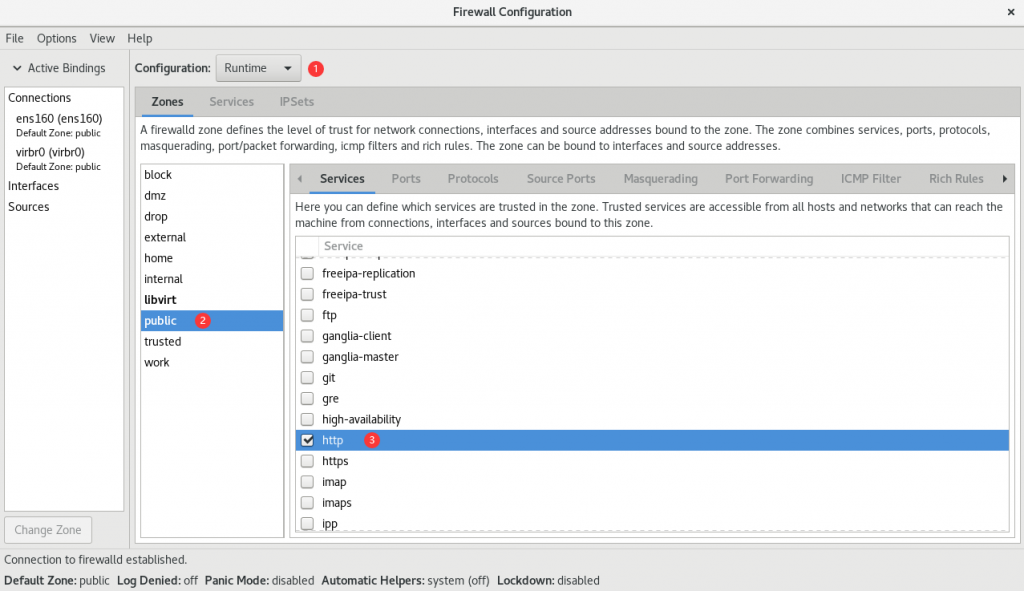 Firewall Configuration
×
File Options View Help
Active Bindings
Configuration: Runtime 1
Connections
ens160 (ens160)
Default Zone: public
virbr0 (virbr0)
Default Zone: public
Interfaces
Sources
Change Zone
Zones Services IPSets
A firewalld zone defines the level of trust for network connections, interfaces and source addresses bound to the zone. The zone combines services, ports, protocols,
masquerading, port/packet forwarding, icmp filters and rich rules. The zone can be bound to interfaces and source addresses.
block
dmz
drop
external
home
internal
libvirt
public 2
trusted
work
Services Ports Protocols Source Ports Masquerading Port Forwarding ICMP Filter Rich Rules
Here you can define which services are trusted in the zone. Trusted services are accessible from all hosts and networks that can reach the
machine from connections, interfaces and sources bound to this zone.
Service
freeipa-replication
freeipa-trust
ftp
ganglia-client
ganglia-master
git
gre
high-availability
http 3
https
imap
imaps
ipp
Connection to firewalld established.
Default Zone: public Log Denied: off Panic Mode: disabled Automatic Helpers: system (off) Lockdown: disabled